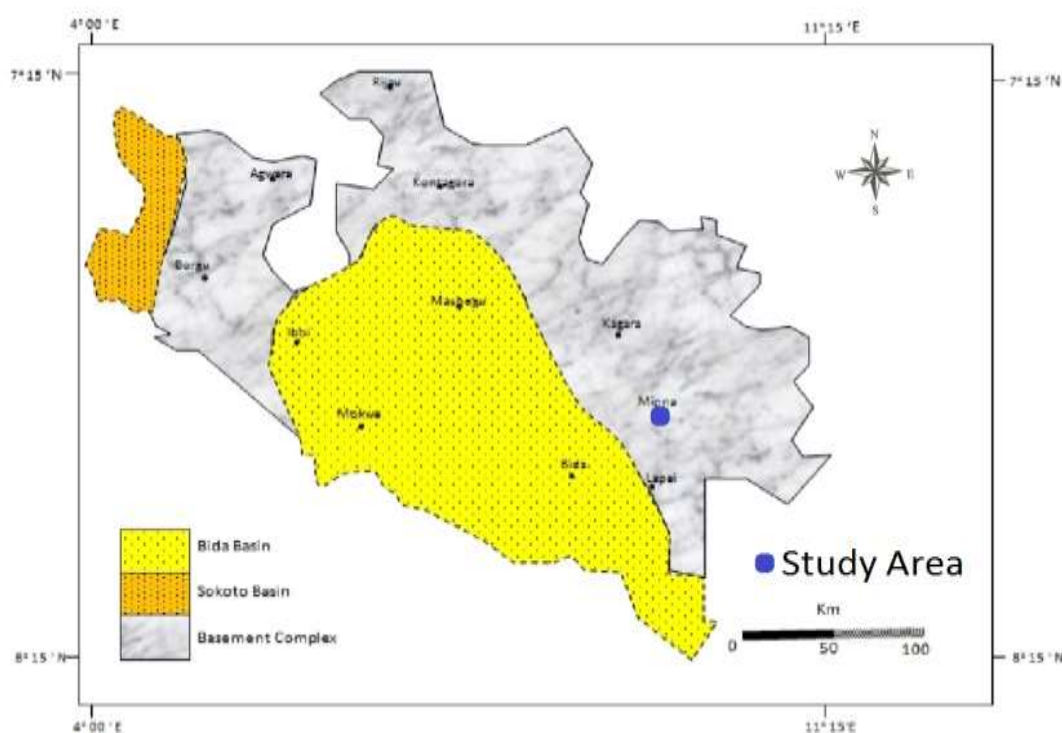 4°00 'E
11°15 'E
7°15 'N
7°15 'N
Rijau
N
W
E
S
Agwara
Kontagora
Borgu
Mashegu
Kagara
Ibbi
Minna
Mokwa
Bida
Lapai
Bida Basin
Sokoto Basin
Basement Complex
Study Area
Km
0
50
100
8°15 'N
8°15 'N
4°00 'E
11°15'E